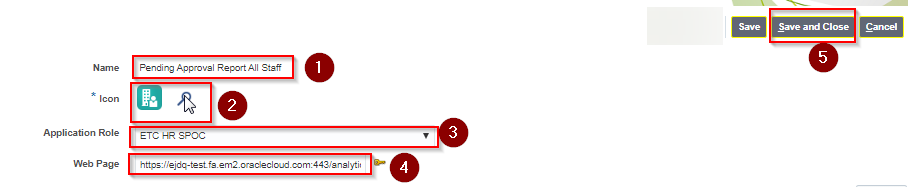 Save Save and Close Cancel
5
Name Pending Approval Report All Staff 1
* Icon 2
Application Role ETC HR SPOC 3
Web Page https://ejdq-test.fa.em2.oraclecloud.com:443/analytic 4